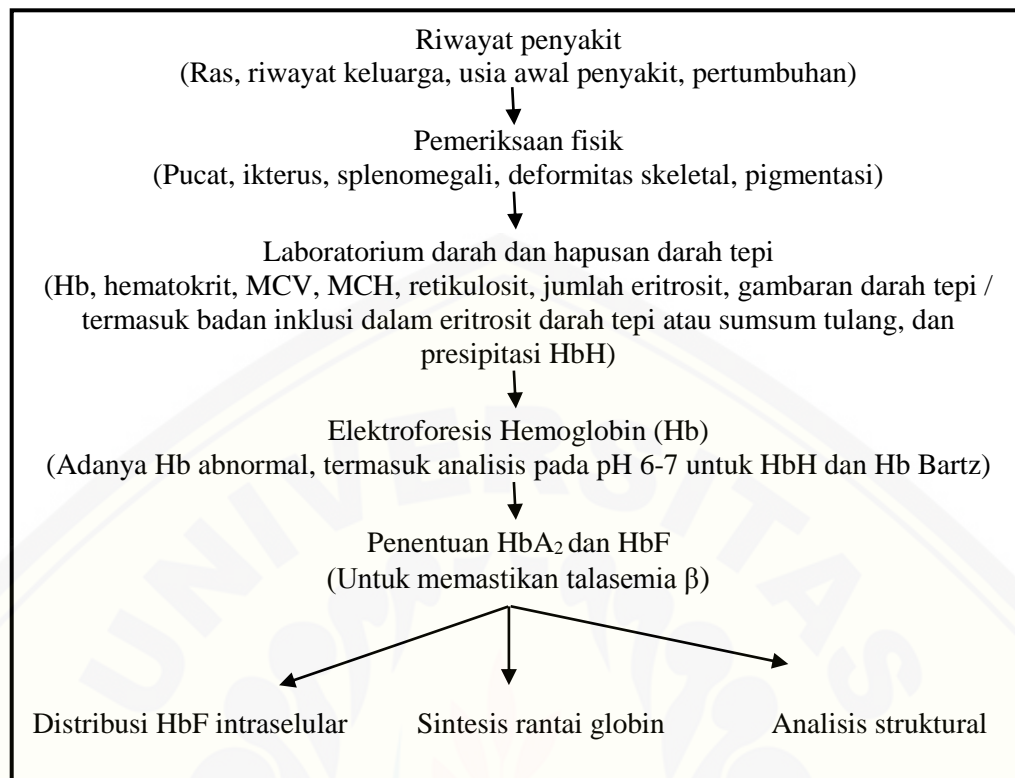 Riwayat penyakit
(Ras, riwayat keluarga, usia awal penyakit, pertumbuhan)
Pemeriksaan fisik
(Pucat, ikterus, splenomegali, deformitas skeletal, pigmentasi)
Laboratorium darah dan hapusan darah tepi
(Hb, hematokrit, MCV, MCH, retikulosit, jumlah eritrosit, gambaran darah tepi /
termasuk badan inklusi dalam eritrosit darah tepi atau sumsum tulang, dan
presipitasi HbH)
Elektroforesis Hemoglobin (Hb)
(Adanya Hb abnormal, termasuk analisis pada pH 6-7 untuk HbH dan Hb Bartz)
Penentuan HbA₂ dan HbF
(Untuk memastikan talasemia β)
Distribusi HbF intraselular Sintesis rantai globin Analisis struktural
UNIVERSITAS